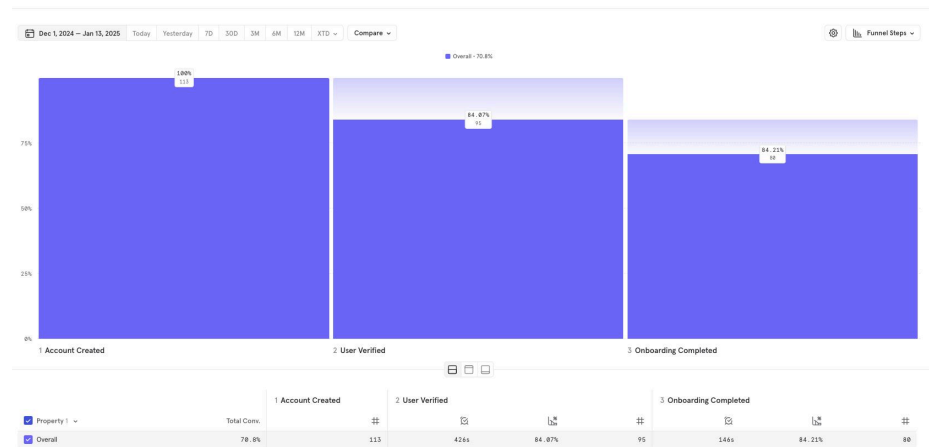 Dec 1, 2024 — Jan 13, 2025 Today Yesterday 7D 30D 3M 6M 12M XTD Compare Funnel Steps
Overall - 70.8%
100%
113
84.07%
95
84.21%
80
75%
50%
25%
0%
1 Account Created 2 User Verified 3 Onboarding Completed
1 Account Created 2 User Verified 3 Onboarding Completed
Property 1 Total Conv. # # #
Overall 70.8% 113 426s 84.07% 95 146s 84.21% 80